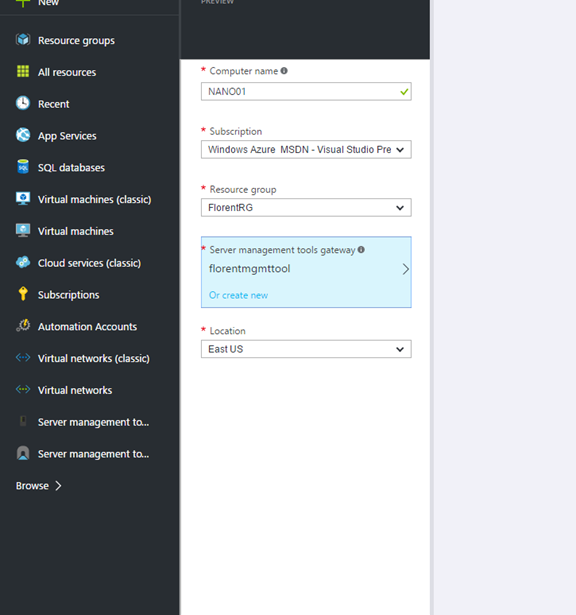 New
PREVIEW
Resource groups
All resources
Recent
App Services
SQL databases
Virtual machines (classic)
Virtual machines
Cloud services (classic)
Subscriptions
Automation Accounts
Virtual networks (classic)
Virtual networks
Server management to...
Server management to...
Browse
* Computer name
NANO01
* Subscription
Windows Azure MSDN - Visual Studio Pre
* Resource group
FlorentRG
* Server management tools gateway
florentmgmttool
Or create new
* Location
East US